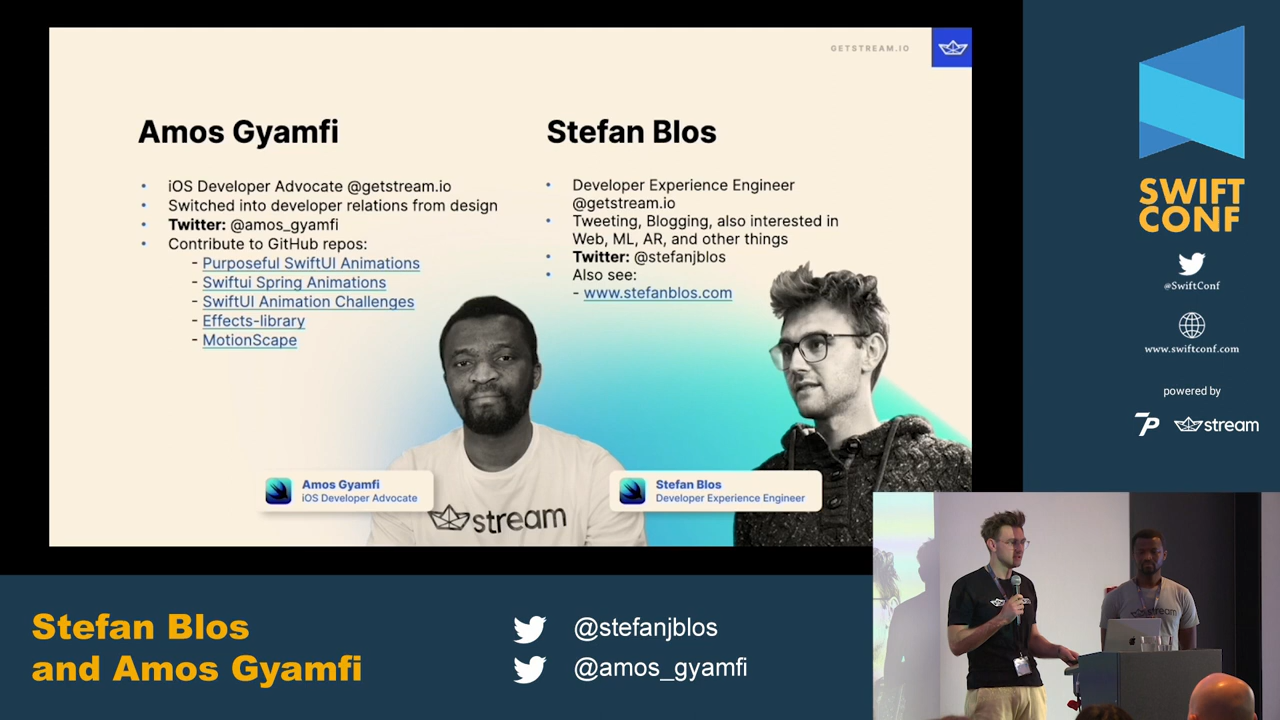 GETSTREAM.IO
Amos Gyamfi
• iOS Developer Advocate @getstream.io
• Switched into developer relations from design
• Twitter: @amos_gyamfi
• Contribute to GitHub repos:
- Purposeful SwiftUI Animations
- Swiftui Spring Animations
- SwiftUI Animation Challenges
- Effects-library
- MotionScape
Stefan Blos
• Developer Experience Engineer
@getstream.io
• Tweeting, Blogging, also interested in
Web, ML, AR, and other things
• Twitter: @stefanjblos
• Also see:
- www.stefanblos.com
Amos Gyamfi
iOS Developer Advocate
stream
Stefan Blos
Developer Experience Engineer
SWIFT
CONF
@SwiftConf
www.swiftconf.com
powered by
7P
stream
Stefan Blos
and Amos Gyamfi
@stefanjblos
@amos_gyamfi
stream